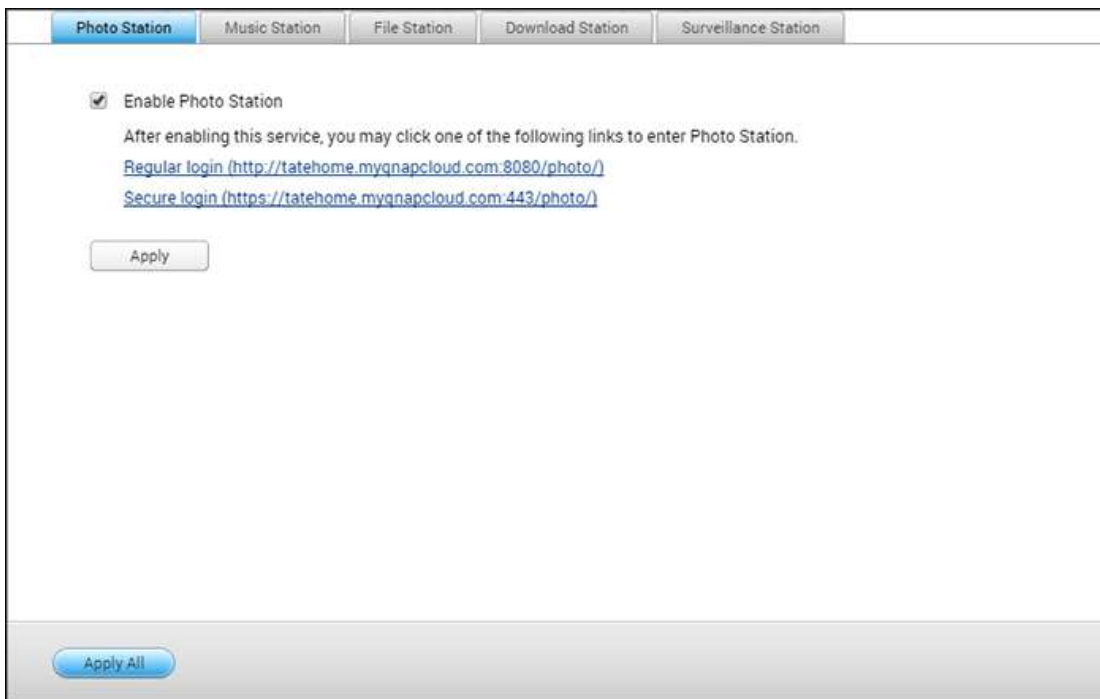 Photo Station Music Station File Station Download Station Surveillance Station
Enable Photo Station
After enabling this service, you may click one of the following links to enter Photo Station.
Regular login (http://tatehome.myqnapcloud.com:8080/photo/)
Secure login (https://tatehome.myqnapcloud.com:443/photo/)
Apply
Apply All